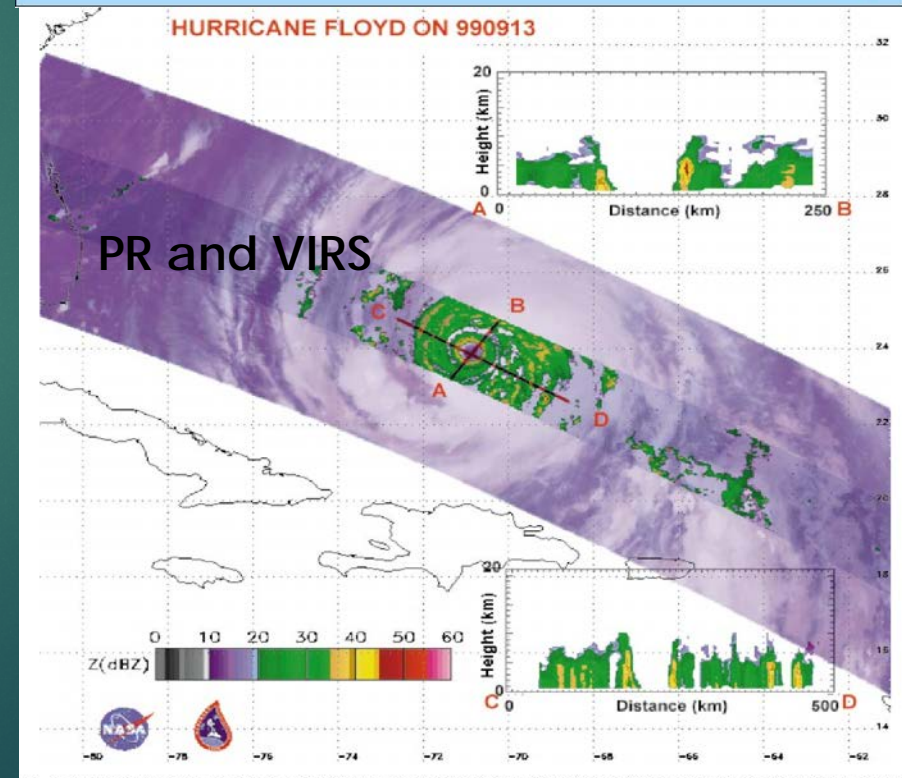 HURRICANE FLOYD ON 990913
32
20
Height (km)
0
A 0 Distance (km) 250 B
30
28
PR and VIRS
26
C
B
24
A
D
22
20
18
20
Height (km)
0
C 0 Distance (km) 500 D
0 10 20 30 40 50 60
Z(dBZ)
NASA
14
-80 -78 -76 -74 -72 -70 -68 -66 -64 -62